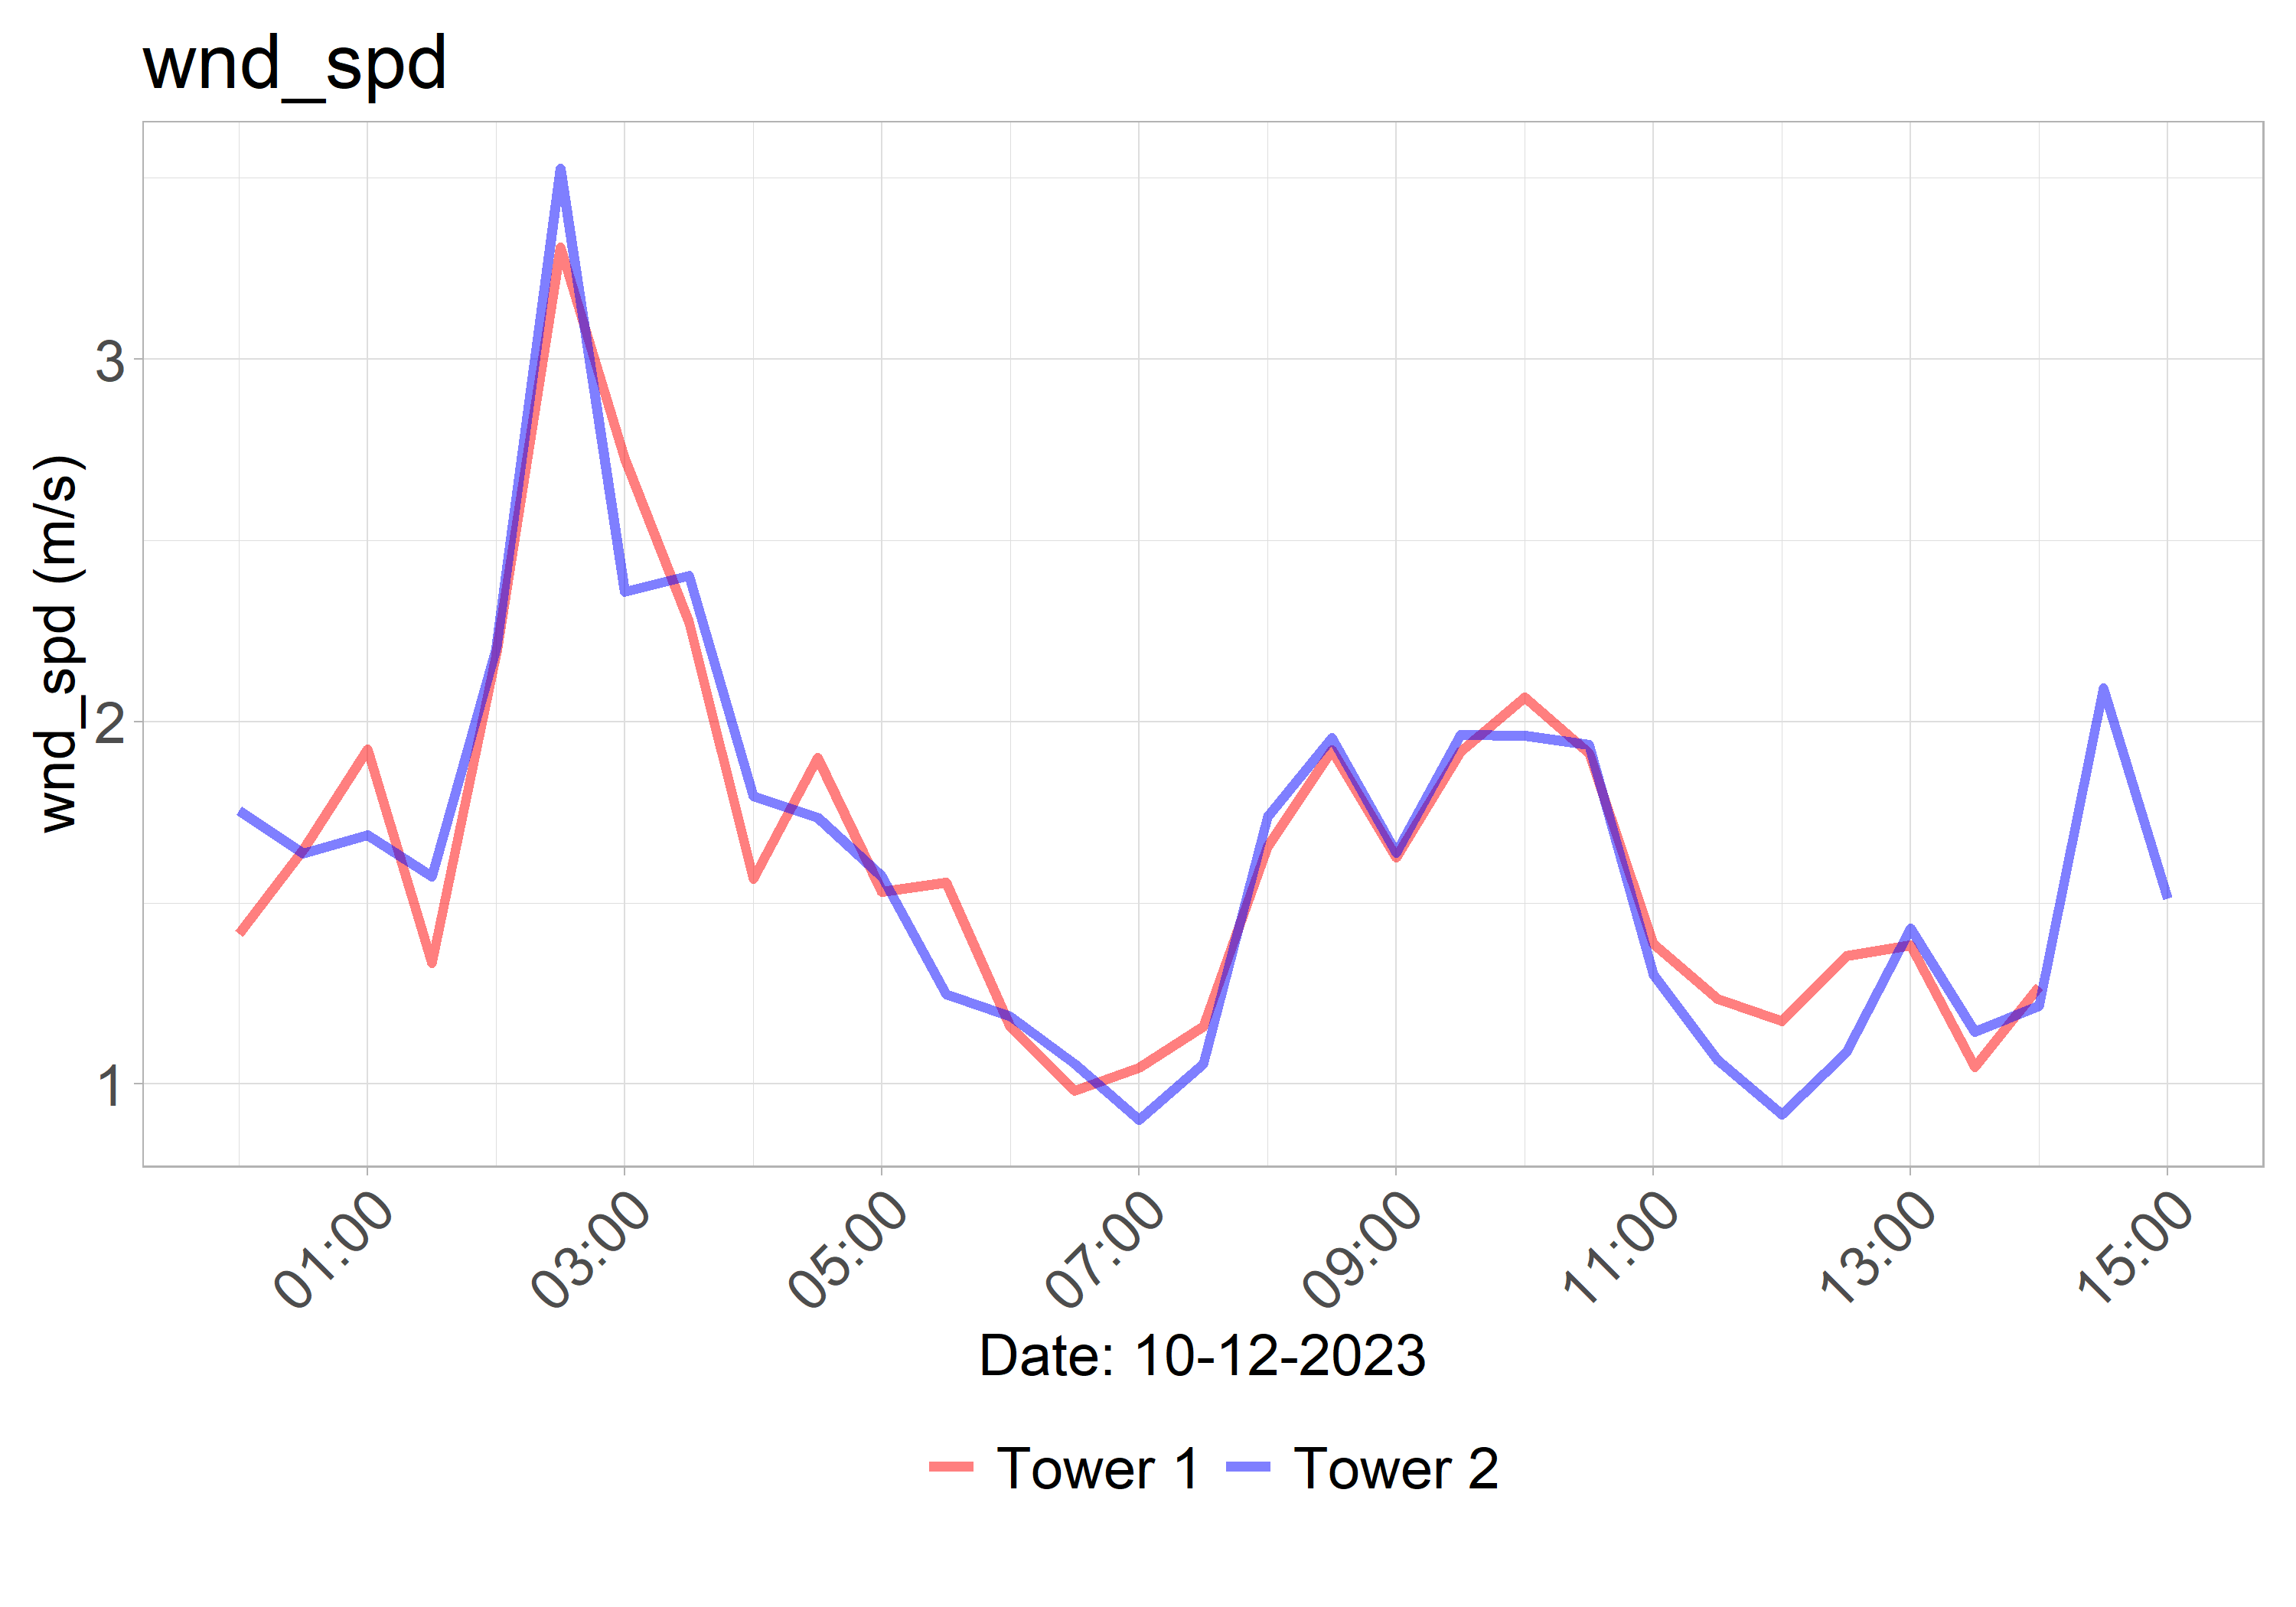 wnd_spd
wnd_spd (m/s)
3
2
1
01:00 03:00 05:00 07:00 09:00 11:00 13:00 15:00
Date: 10-12-2023
Tower 1 Tower 2